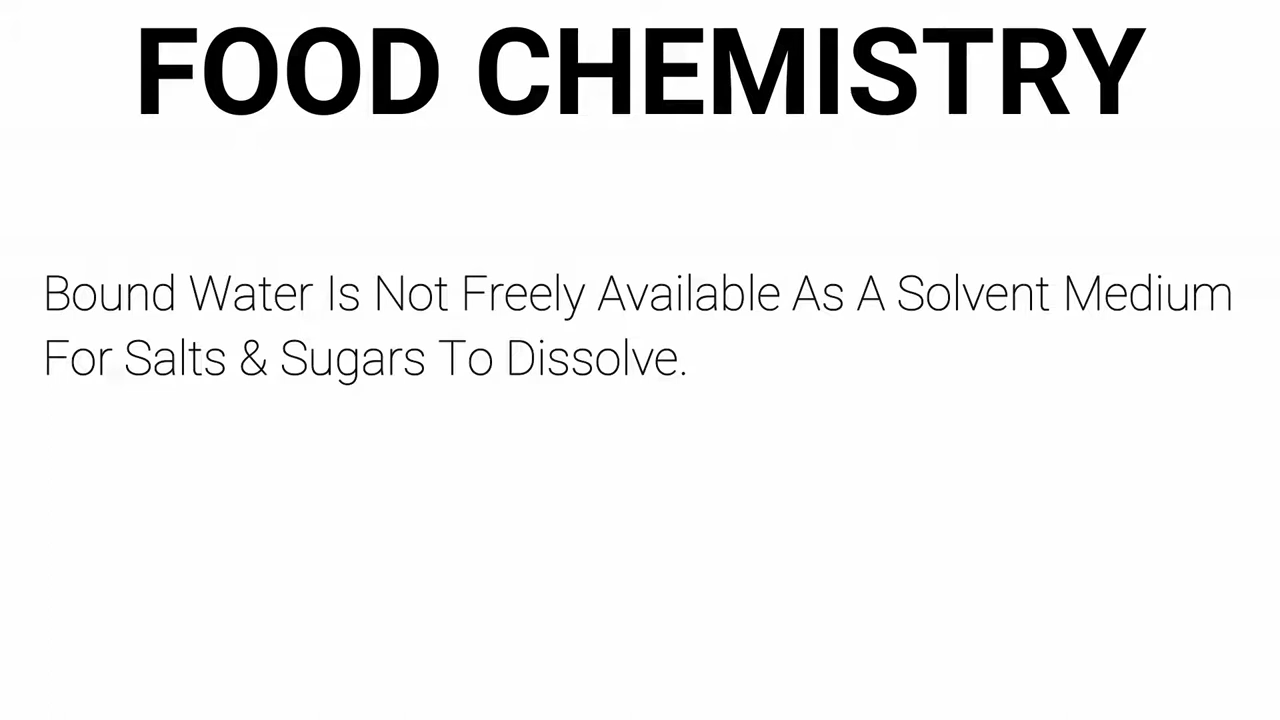 FOOD CHEMISTRY
Bound Water Is Not Freely Available As A Solvent Medium
For Salts & Sugars To Dissolve.